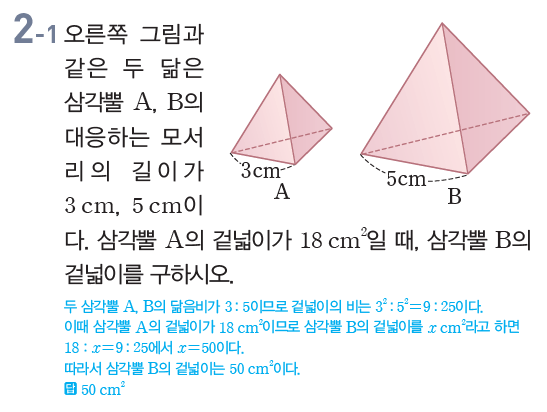 2-1 오른쪽 그림과
같은 두 닮은
삼각뿔 A, B의
대응하는 모서
리의 길이가
3 cm, 5 cm이
다. 삼각뿔 A의 겉넓이가 18 cm²일 때, 삼각뿔 B의
겉넓이를 구하시오.
3cm
A
5cm
B
두 삼각뿔 A, B의 닮음비가 3 : 5이므로 겉넓이의 비는 3² : 5²=9 : 25이다.
이때 삼각뿔 A의 겉넓이가 18 cm²이므로 삼각뿔 B의 겉넓이를 x cm²라고 하면
18 : x=9 : 25에서 x=50이다.
따라서 삼각뿔 B의 겉넓이는 50 cm²이다.
답 50 cm²